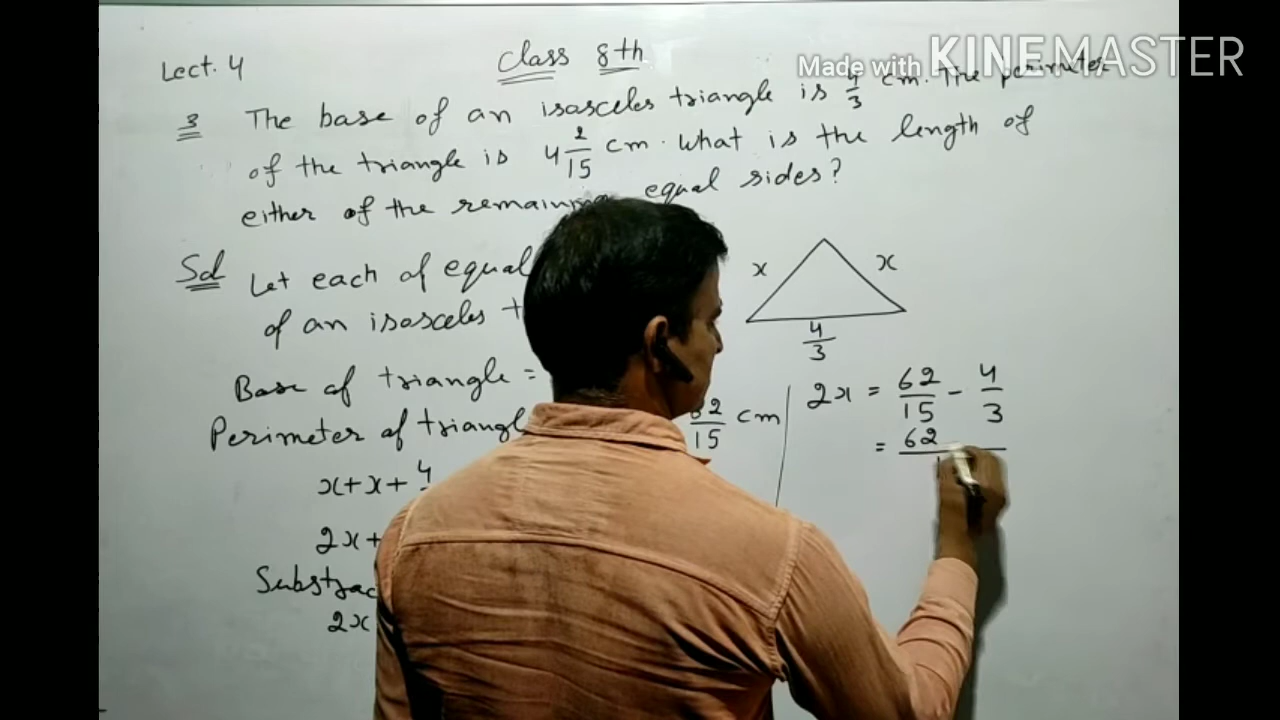 Lect. 4
Class 8th
Made with KINEMASTER
3 The base of an isasceles triangle is 4/3 cm. The perimeter
of the triangle is 4 2/15 cm. What is the length of
either of the remaining equal sides?
Sol Let each of equal
of an isasceles
x x
4/3
Base of triangle =
Perimeter of triangle 62/15 cm
x+x+4
2x+
Substrac
2x
2x = 62/15 - 4/3
= 62